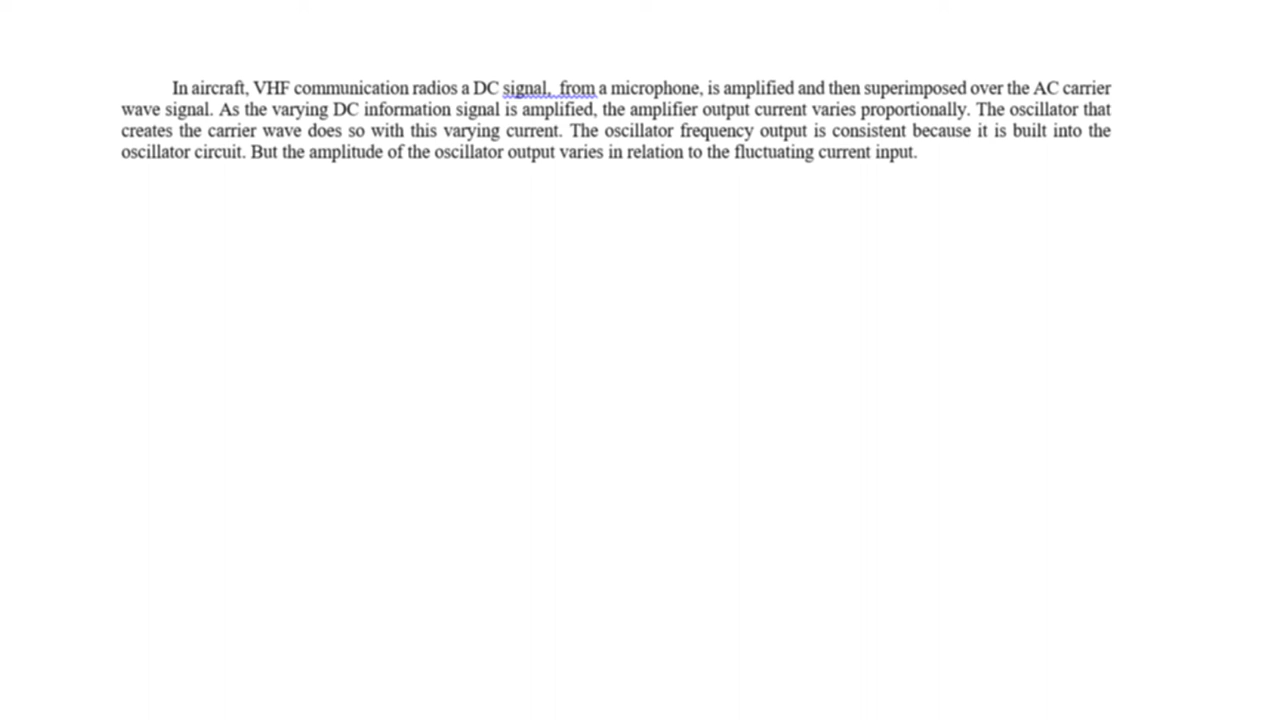 In aircraft, VHF communication radios a DC signal,  from a microphone, is amplified and then superimposed over the AC carrier
wave signal. As the varying DC information signal is amplified, the amplifier output current varies proportionally. The oscillator that
creates the carrier wave does so with this varying current. The oscillator frequency output is consistent because it is built into the
oscillator circuit. But the amplitude of the oscillator output varies in relation to the fluctuating current input.